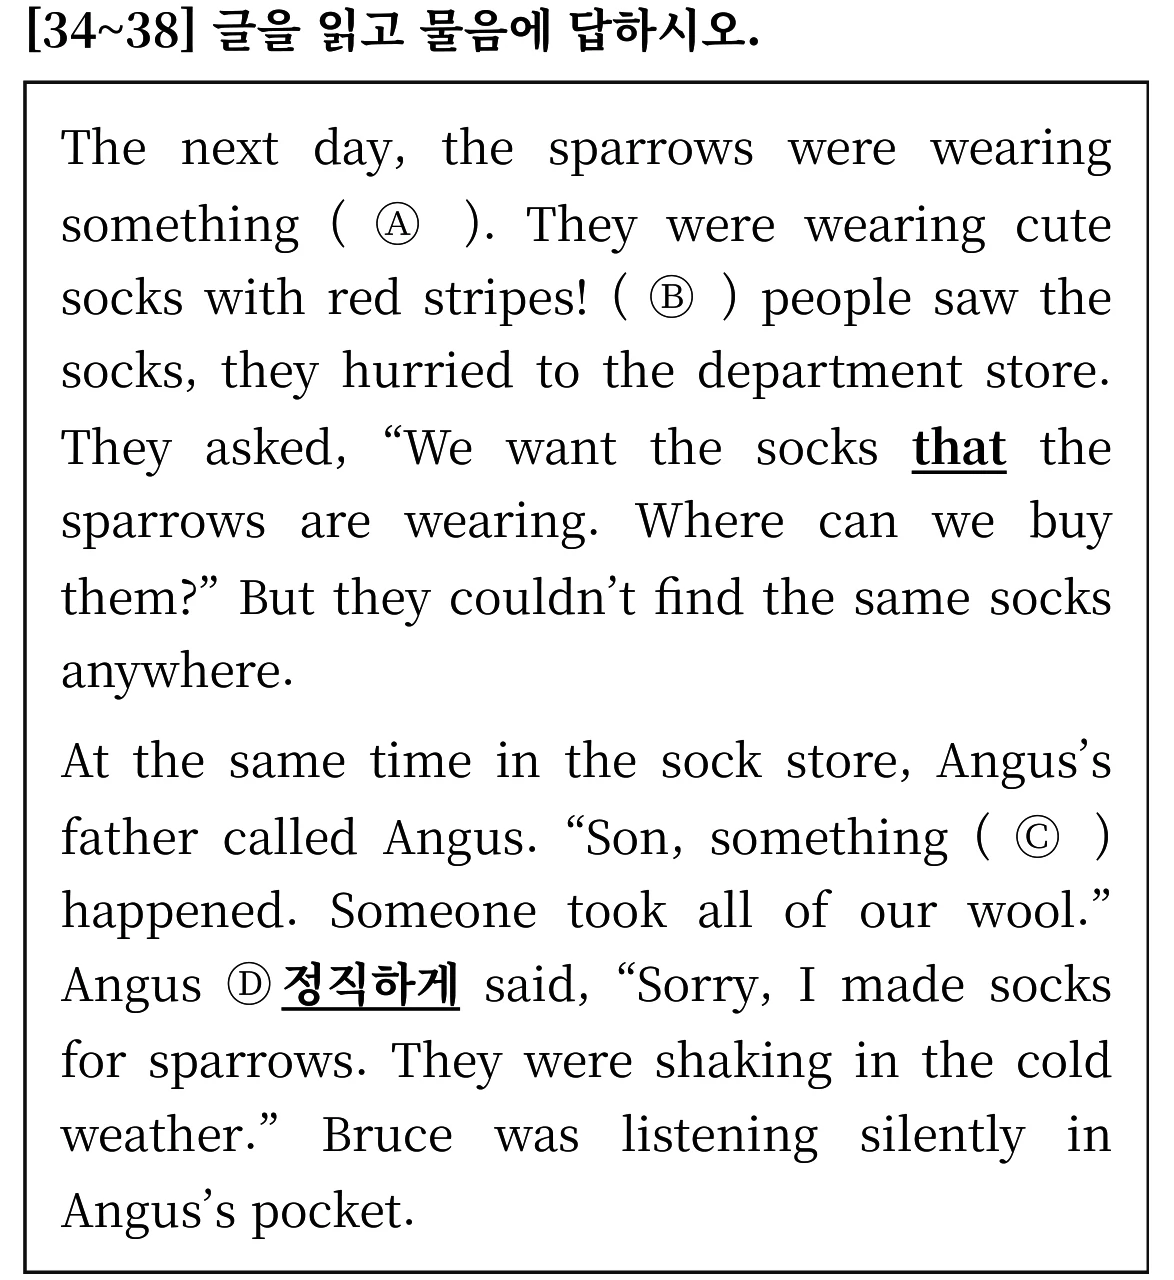 [34~38] 글을 읽고 물음에 답하시오.
The next day, the sparrows were wearing
something ( Ⓐ ). They were wearing cute
socks with red stripes! ( Ⓑ ) people saw the
socks, they hurried to the department store.
They asked, “We want the socks that the
sparrows are wearing. Where can we buy
them?” But they couldn’t find the same socks
anywhere.
At the same time in the sock store, Angus’s
father called Angus. “Son, something ( Ⓒ )
happened. Someone took all of our wool.”
Angus Ⓓ정직하게 said, “Sorry, I made socks
for sparrows. They were shaking in the cold
weather.” Bruce was listening silently in
Angus’s pocket.